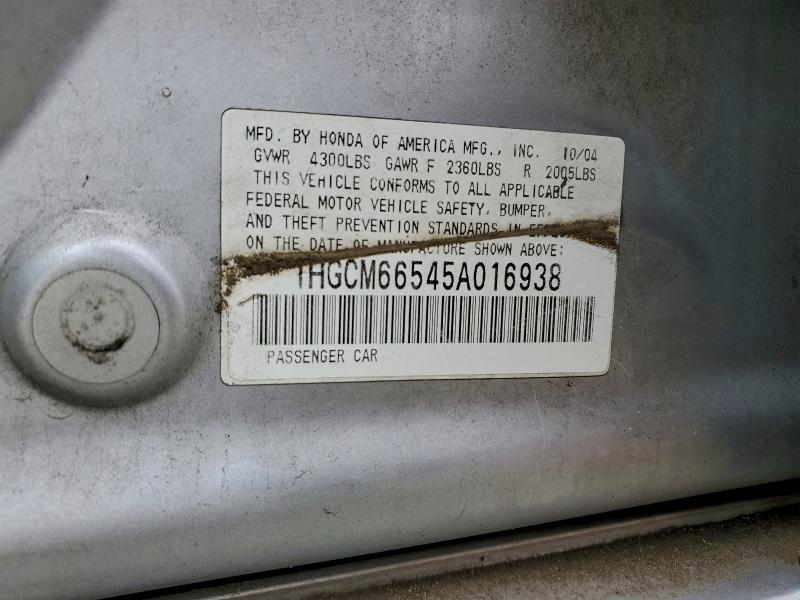 MFD. BY HONDA OF AMERICA MFG., INC. 10/04
GVWR 4300LBS GAWR F 2360LBS R 2005LBS
THIS VEHICLE CONFORMS TO ALL APPLICABLE
FEDERAL MOTOR VEHICLE SAFETY, BUMPER,
AND THEFT PREVENTION STANDARDS IN EFFECT
ON THE DATE OF MANUFACTURE SHOWN ABOVE:
1HGCM66545A016938
PASSENGER CAR